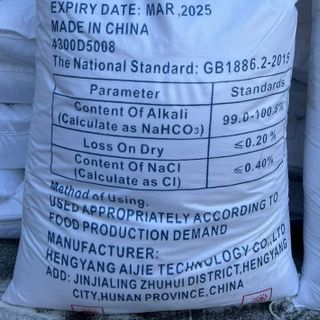 EXPIRY DATE: MAR,2025
MADE IN CHINA
4300D5008
The National Standard: GB1886.2-2015
Parameter Standards
Content Of Alkali
(Calculate as NaHCO₃) 99.0-100.5%
Loss On Dry ≤0.20%
Content Of NaCl
(Calculate as Cl) ≤0.40%
Method of Using.
USED APPROPRIATELY ACCORDING TO
FOOD PRODUCTION DEMAND
MANUFACTURER:
HENGYANG AIJIE TECHNOLOGY CO.,LTD.
ADD: JINJIALING ZHUHUI DISTRICT,HENGYANG
CITY,HUNAN PROVINCE,CHINA